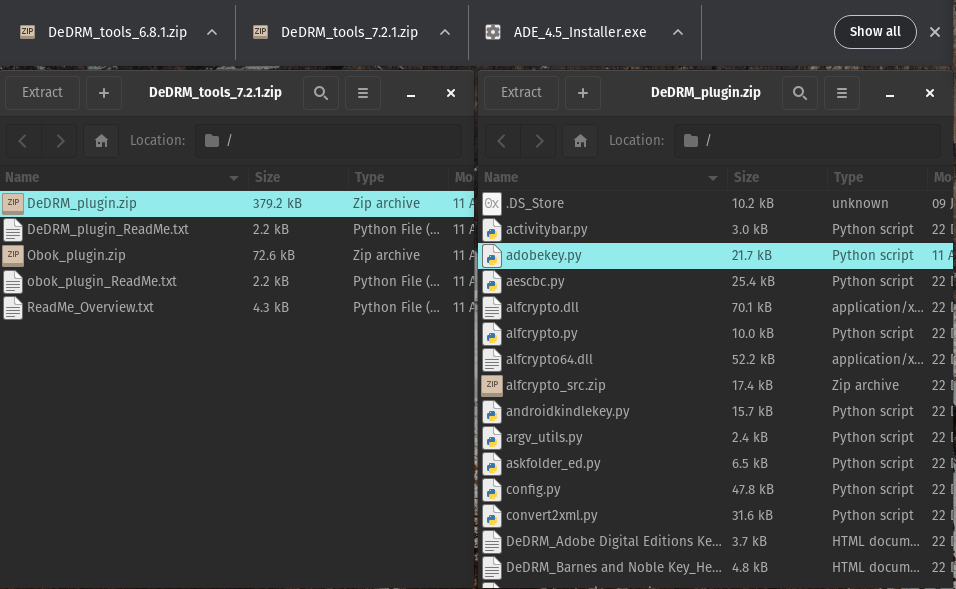 ZIP DeDRM_tools_6.8.1.zip ZIP DeDRM_tools_7.2.1.zip ADE_4.5_Installer.exe Show all
Extract DeDRM_tools_7.2.1.zip
Location: /
Name Size Type Mo
ZIP DeDRM_plugin.zip 379.2 kB Zip archive 11 A
DeDRM_plugin_ReadMe.txt 2.2 kB Python File (... 11 A
ZIP Obok_plugin.zip 72.6 kB Zip archive 11 A
obok_plugin_ReadMe.txt 2.2 kB Python File (... 11 A
ReadMe_Overview.txt 4.3 kB Python File (... 11 A
Extract DeDRM_plugin.zip
Location: /
Name Size Type Mo
0x .DS_Store 10.2 kB unknown 09 J
activitybar.py 3.0 kB Python script 22 D
adobekey.py 21.7 kB Python script 11 A
aescbc.py 25.4 kB Python script 22 D
alfcrypto.dll 70.1 kB application/x... 22 D
alfcrypto.py 10.0 kB Python script 22 D
alfcrypto64.dll 52.2 kB application/x... 22 D
ZIP alfcrypto_src.zip 17.4 kB Zip archive 22 D
androidkindlekey.py 15.7 kB Python script 22 D
argv_utils.py 2.4 kB Python script 22 D
askfolder_ed.py 6.5 kB Python script 22 D
config.py 47.8 kB Python script 22 D
convert2xml.py 31.6 kB Python script 22 D
DeDRM_Adobe Digital Editions Ke... 3.7 kB HTML docum... 22 D
DeDRM_Barnes and Noble Key_He... 4.8 kB HTML docum... 22 D